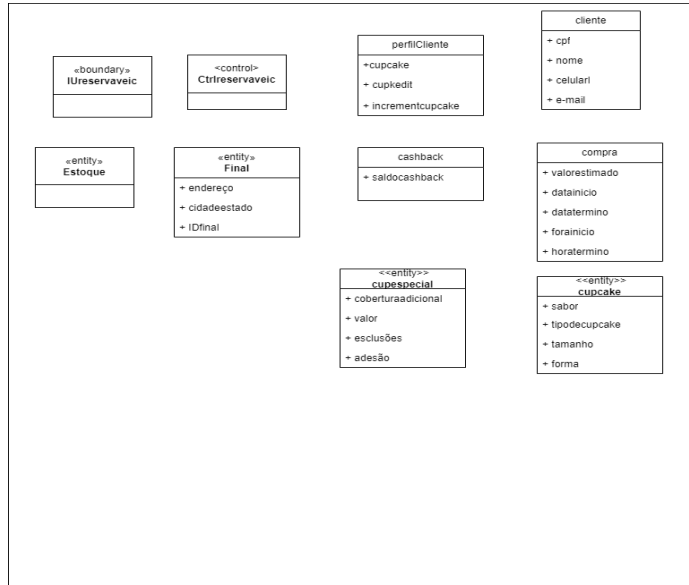 «boundary»
IUreservaveic
<control>
Ctrlreservaveic
perfilCliente
+cupcake
+ cupkedit
+ incrementcupcake
cliente
+ cpf
+ nome
+ celularl
+ e-mail
«entity»
Estoque
«entity»
Final
+ endereço
+ cidadeestado
+ IDfinal
cashback
+ saldocashback
compra
+ valorestimado
+ datainicio
+ datatermino
+ forainicio
+ horatermino
<<entity>>
cupespecial
+ coberturaadicional
+ valor
+ esclusões
+ adesão
<<entity>>
cupcake
+ sabor
+ tipodecupcake
+ tamanho
+ forma